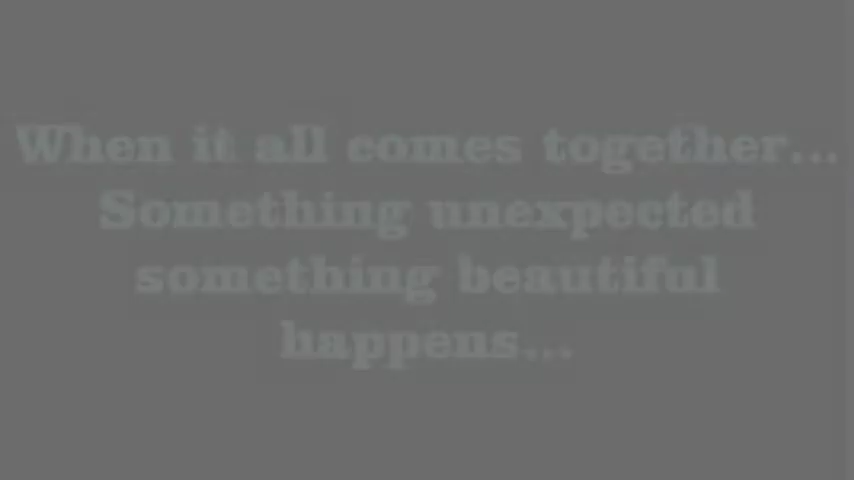 When it all comes together...
Something unexpected
something beautiful
happens...